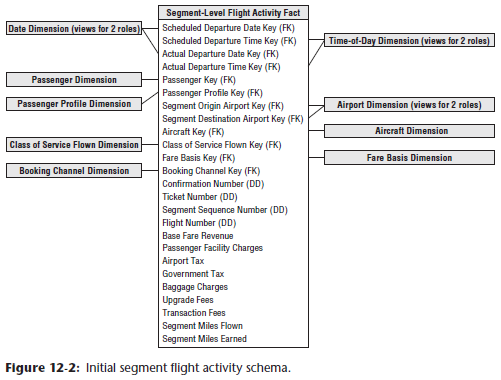 Segment-Level Flight Activity Fact
Date Dimension (views for 2 roles)
Scheduled Departure Date Key (FK)
Scheduled Departure Time Key (FK)
Time-of-Day Dimension (views for 2 roles)
Actual Departure Date Key (FK)
Actual Departure Time Key (FK)
Passenger Dimension
Passenger Key (FK)
Passenger Profile Key (FK)
Passenger Profile Dimension
Segment Origin Airport Key (FK)
Airport Dimension (views for 2 roles)
Segment Destination Airport Key (FK)
Aircraft Key (FK)
Aircraft Dimension
Class of Service Flown Dimension
Class of Service Flown Key (FK)
Fare Basis Key (FK)
Fare Basis Dimension
Booking Channel Dimension
Booking Channel Key (FK)
Confirmation Number (DD)
Ticket Number (DD)
Segment Sequence Number (DD)
Flight Number (DD)
Base Fare Revenue
Passenger Facility Charges
Airport Tax
Government Tax
Baggage Charges
Upgrade Fees
Transaction Fees
Segment Miles Flown
Segment Miles Earned
Figure 12-2: Initial segment flight activity schema.